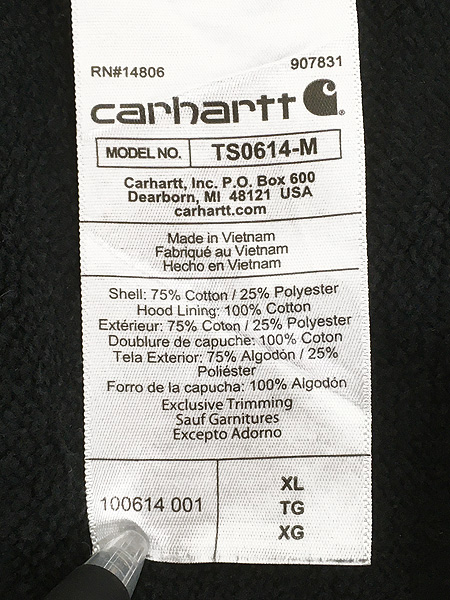 RN#14806 907831
carhartt
MODEL NO. TS0614-M
Carhartt, Inc. P.O. Box 600
Dearborn, MI 48121 USA
carhartt.com
Made in Vietnam
Fabriqué au Vietnam
Hecho en Vietnam
Shell: 75% Cotton / 25% Polyester
Hood Lining: 100% Cotton
Extérieur: 75% Coton / 25% Polyester
Doublure de capuche: 100% Coton
Tela Exterior: 75% Algodón / 25%
Poliéster
Forro de la capucha: 100% Algodón
Exclusive Trimming
Sauf Garnitures
Excepto Adorno
100614 001
XL
TG
XG